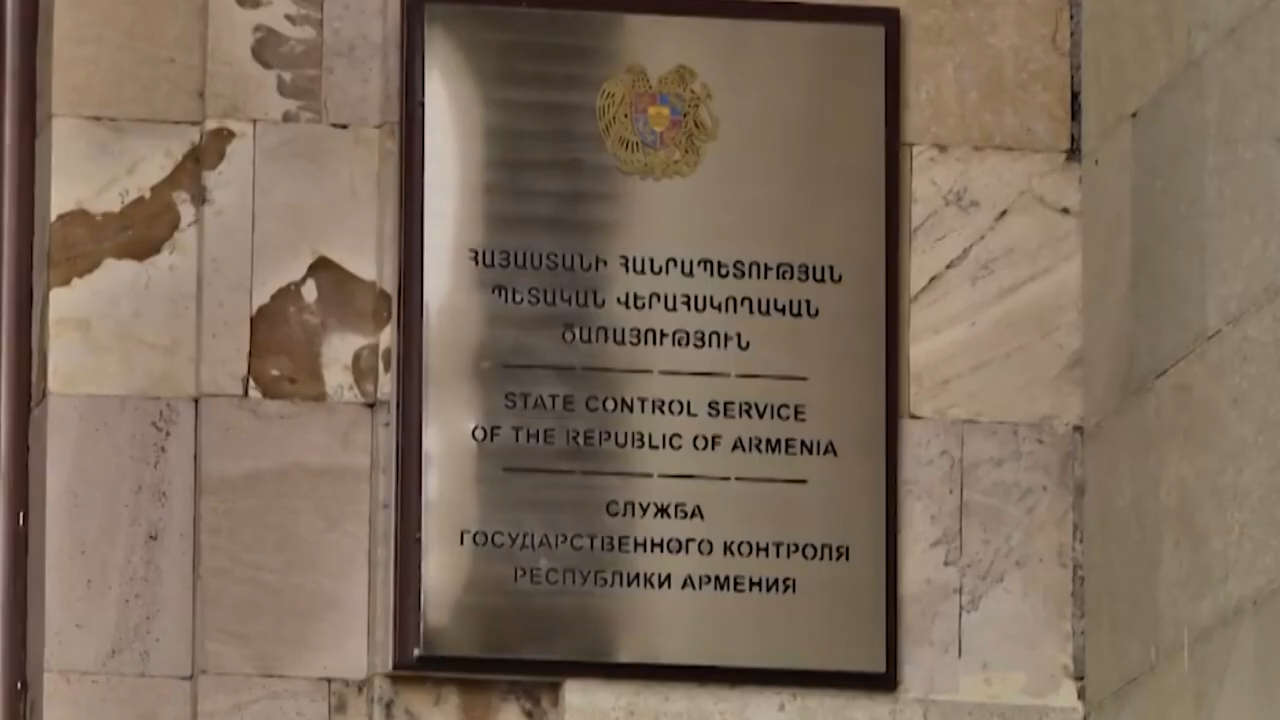 ՀԱՅԱՍՏԱՆԻ ՀԱՆՐԱՊԵՏՈՒԹՅԱՆ
ՊԵՏԱԿԱՆ ՎԵՐԱՀՍԿՈՂԱԿԱՆ
ԾԱՌԱՅՈՒԹՅՈՒՆ
STATE CONTROL SERVICE
OF THE REPUBLIC OF ARMENIA
СЛУЖБА
ГОСУДАРСТВЕННОГО КОНТРОЛЯ
РЕСПУБЛИКИ АРМЕНИЯ